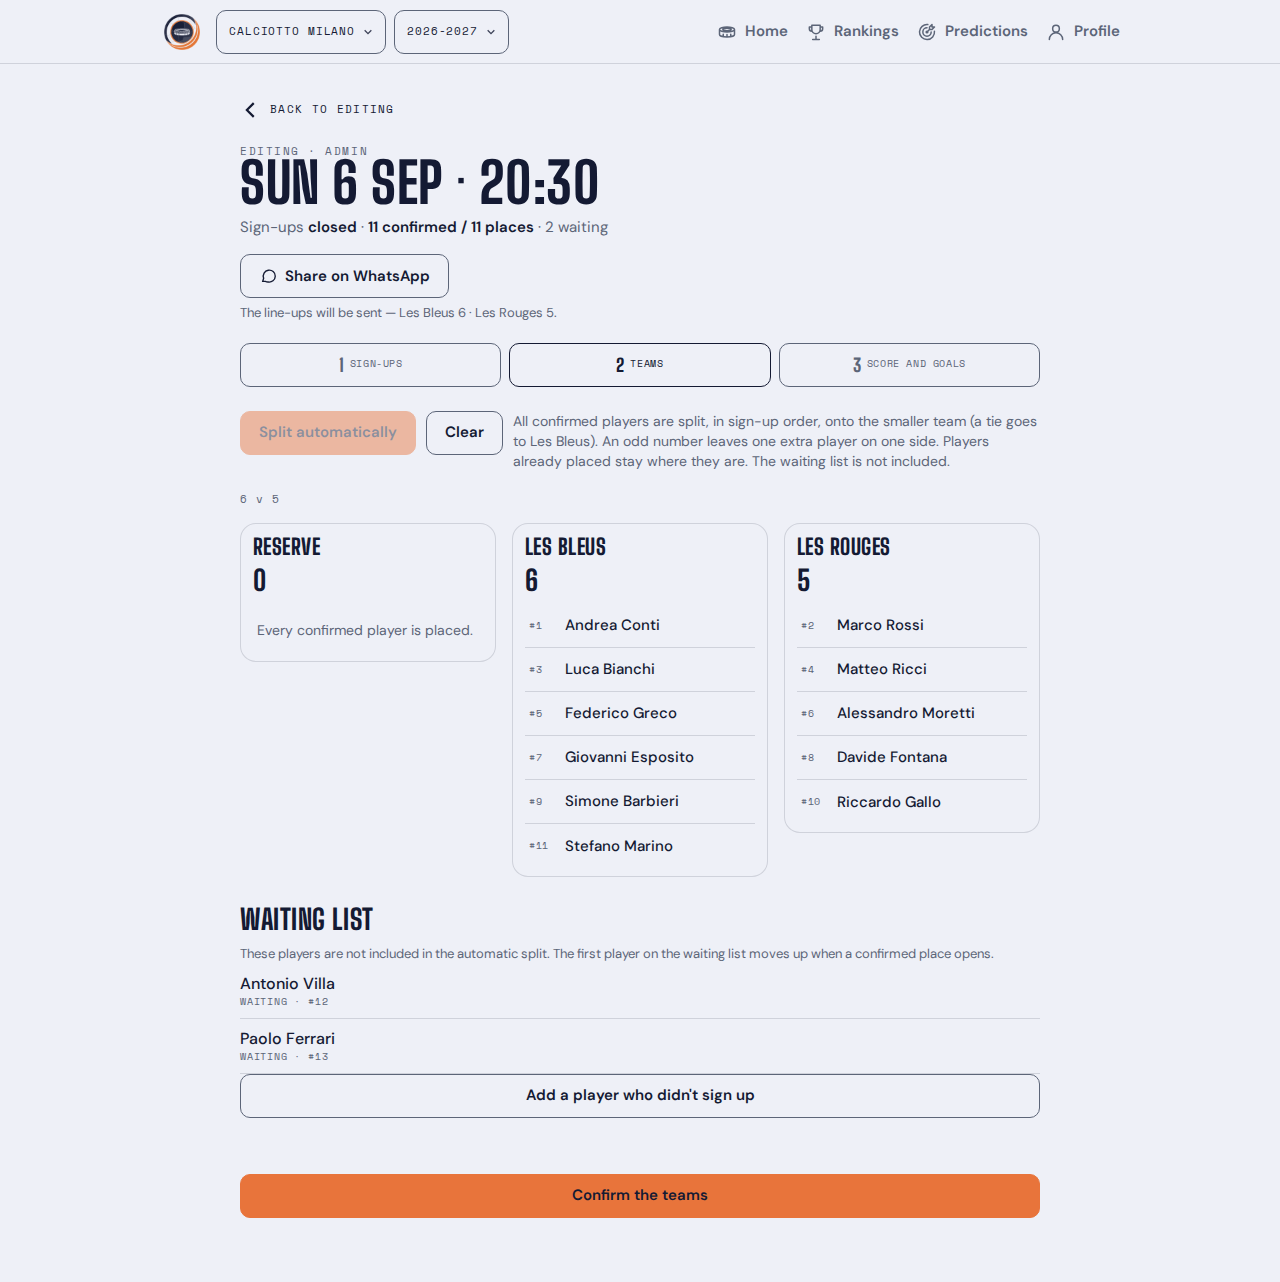 CALCIOTTO MILANO
2026-2027
Home
Rankings
Predictions
Profile
BACK TO EDITING
EDITING · ADMIN
SUN 6 SEP · 20:30
Sign-ups closed · 11 confirmed / 11 places · 2 waiting
Share on WhatsApp
The line-ups will be sent — Les Bleus 6 · Les Rouges 5.
1 SIGN-UPS
2 TEAMS
3 SCORE AND GOALS
Split automatically
Clear
All confirmed players are split, in sign-up order, onto the smaller team (a tie goes
to Les Bleus). An odd number leaves one extra player on one side. Players
already placed stay where they are. The waiting list is not included.
6 v 5
RESERVE
0
Every confirmed player is placed.
LES BLEUS
6
#1 Andrea Conti
#3 Luca Bianchi
#5 Federico Greco
#7 Giovanni Esposito
#9 Simone Barbieri
#11 Stefano Marino
LES ROUGES
5
#2 Marco Rossi
#4 Matteo Ricci
#6 Alessandro Moretti
#8 Davide Fontana
#10 Riccardo Gallo
WAITING LIST
These players are not included in the automatic split. The first player on the waiting list moves up when a confirmed place opens.
Antonio Villa
WAITING · #12
Paolo Ferrari
WAITING · #13
Add a player who didn't sign up
Confirm the teams